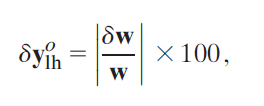 δy^o_lh = |δw/w| × 100,